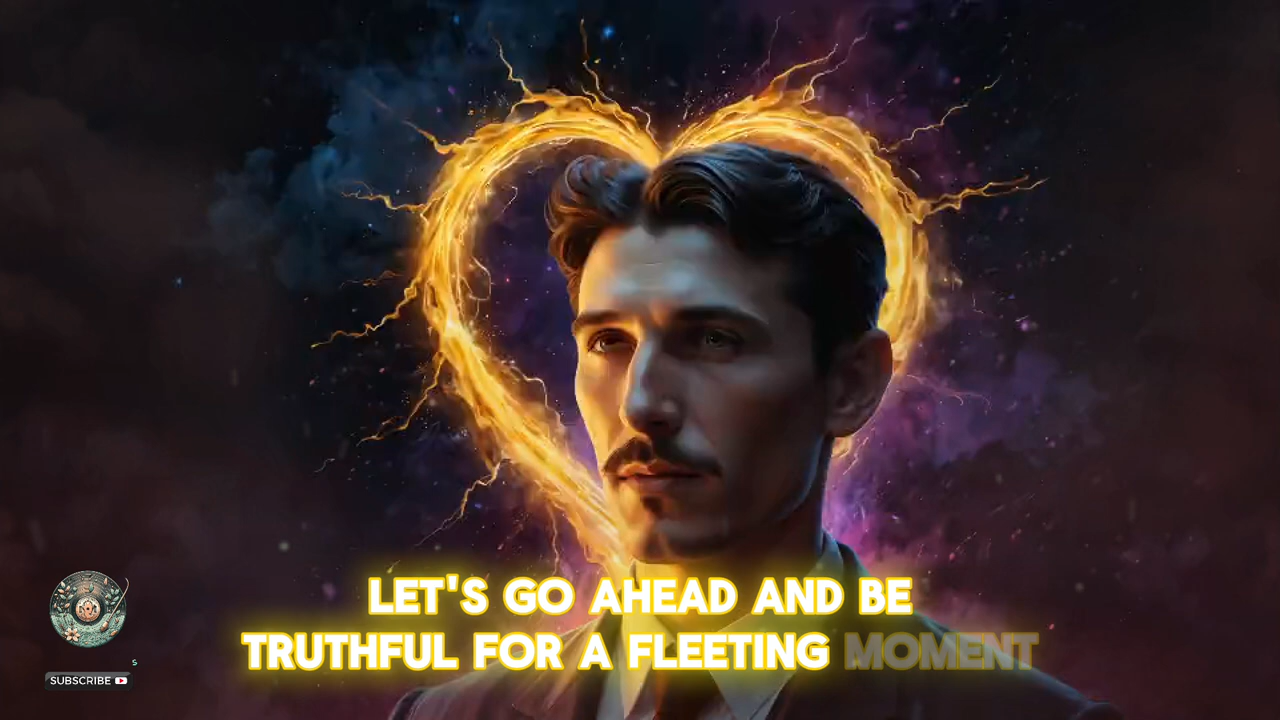 LET'S GO AHEAD AND BE
TRUTHFUL FOR A FLEETING MOMENT
SUBSCRIBE